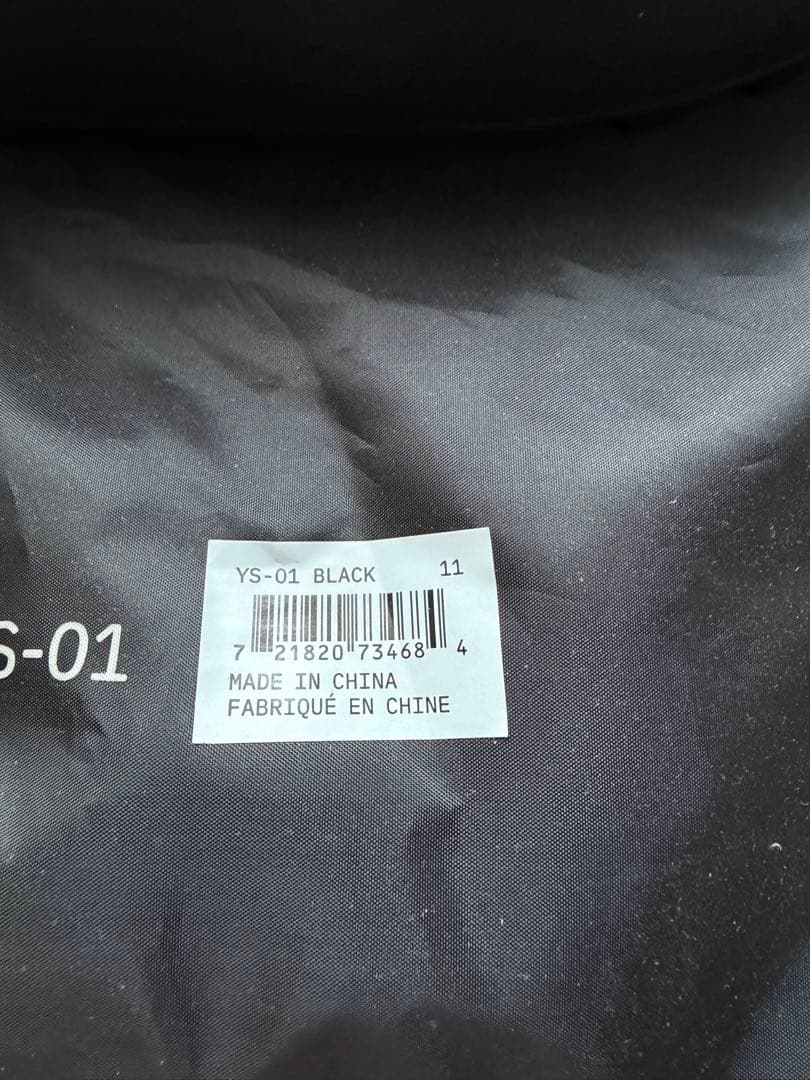 YS-01 BLACK 11
7 21820 73468 4
MADE IN CHINA
FABRIQUÉ EN CHINE
S-01